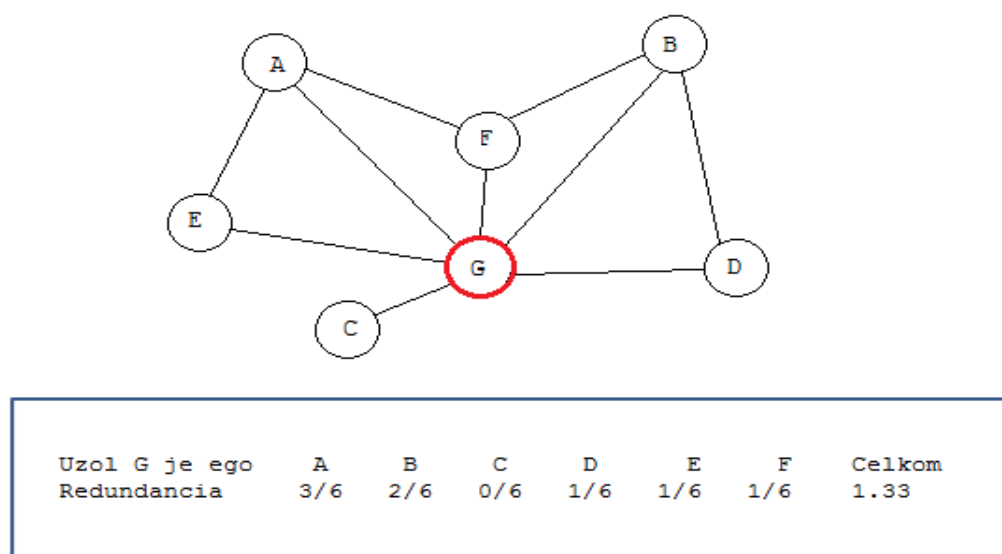 A
B
F
E
G
D
C
Uzol G je ego A B C D E F Celkom
Redundancia 3/6 2/6 0/6 1/6 1/6 1/6 1.33